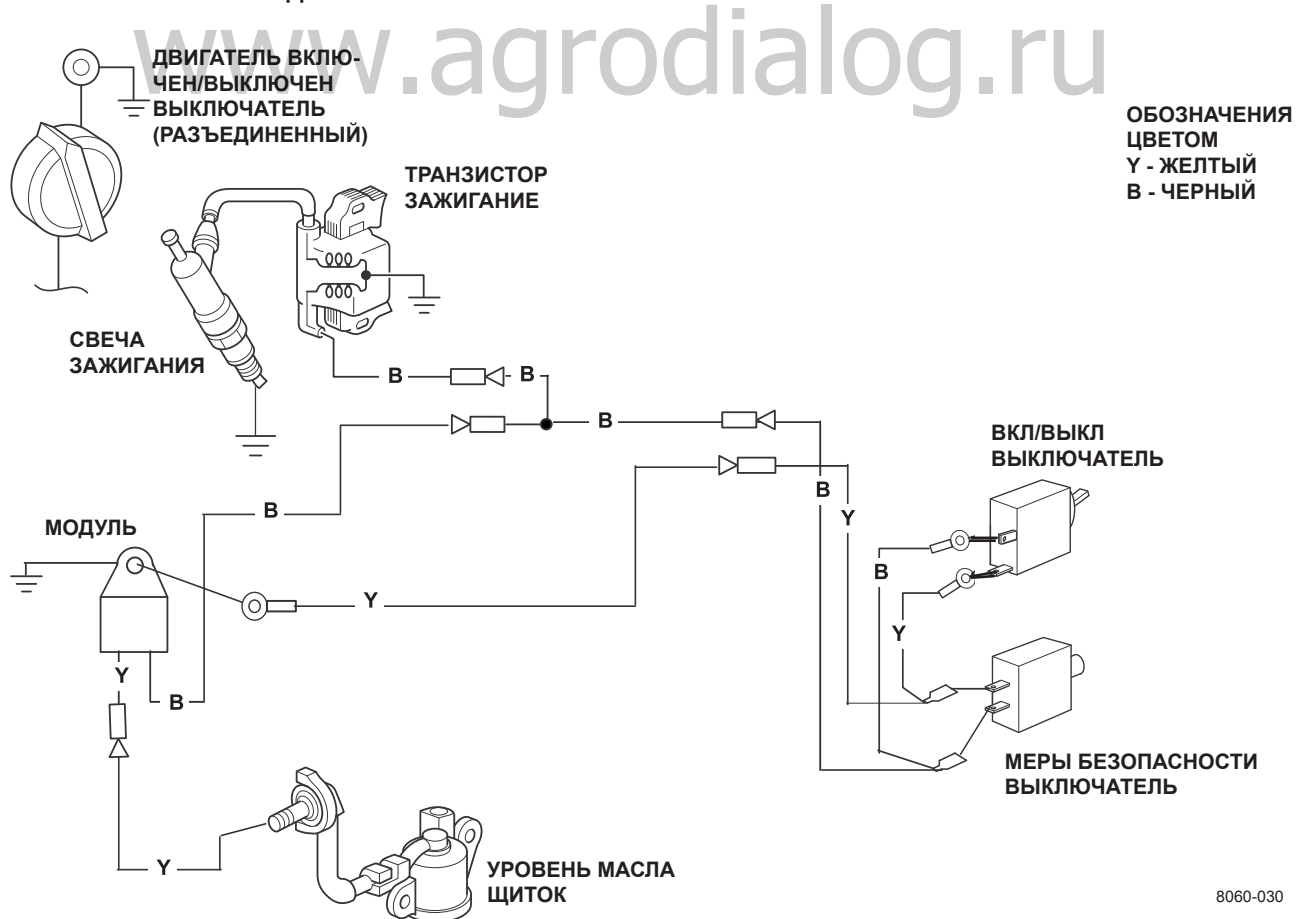 www.agrodialog.ru
ДВИГАТЕЛЬ ВКЛЮ-
ЧЕН/ВЫКЛЮЧЕН
ВЫКЛЮЧАТЕЛЬ
(РАЗЪЕДИНЕННЫЙ)
ОБОЗНАЧЕНИЯ
ЦВЕТОМ
Y - ЖЕЛТЫЙ
B - ЧЕРНЫЙ
ТРАНЗИСТОР
ЗАЖИГАНИЕ
СВЕЧА
ЗАЖИГАНИЯ
B
B
B
ВКЛ/ВЫКЛ
ВЫКЛЮЧАТЕЛЬ
B
Y
B
МОДУЛЬ
B
Y
Y
Y
B
МЕРЫ БЕЗОПАСНОСТИ
ВЫКЛЮЧАТЕЛЬ
Y
УРОВЕНЬ МАСЛА
ЩИТОК
8060-030